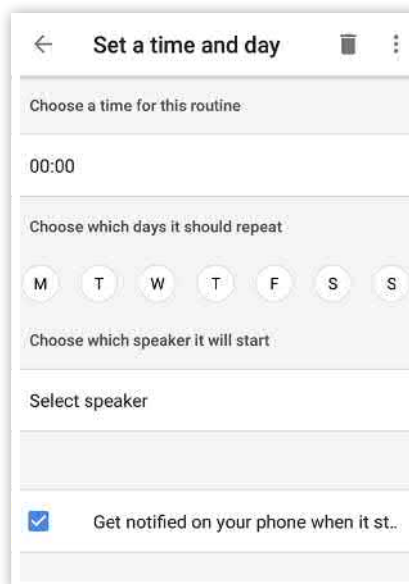 Set a time and day
Choose a time for this routine
00:00
Choose which days it should repeat
M T W T F S S
Choose which speaker it will start
Select speaker
Get notified on your phone when it st..